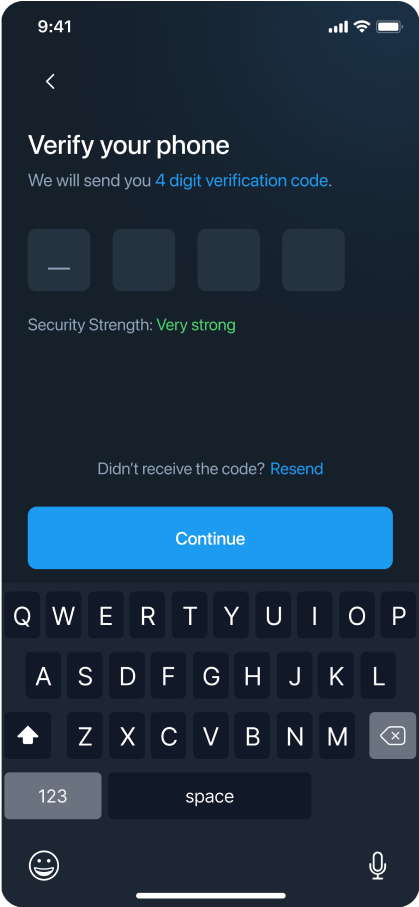 9:41
Verify your phone
We will send you 4 digit verification code.
Security Strength: Very strong
Didn't receive the code? Resend
Continue
Q W E R T Y U I O P
A S D F G H J K L
Z X C V B N M
123 space